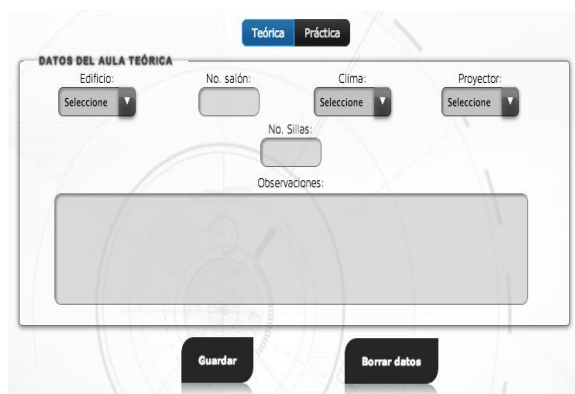 Teórica Práctica
DATOS DEL AULA TEÓRICA
Edificio: No. salón: Clima: Proyector:
Seleccione Seleccione Seleccione
No. Sillas:
Observaciones:
Guardar Borrar datos